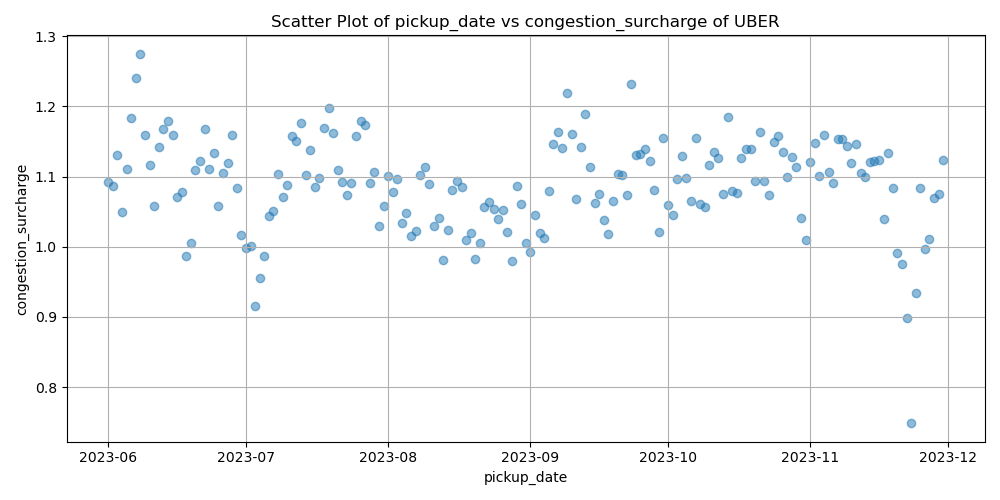 Scatter Plot of pickup_date vs congestion_surcharge of UBER
1.3
1.2
1.1
1.0
0.9
0.8
congestion_surcharge
2023-06 2023-07 2023-08 2023-09 2023-10 2023-11 2023-12
pickup_date